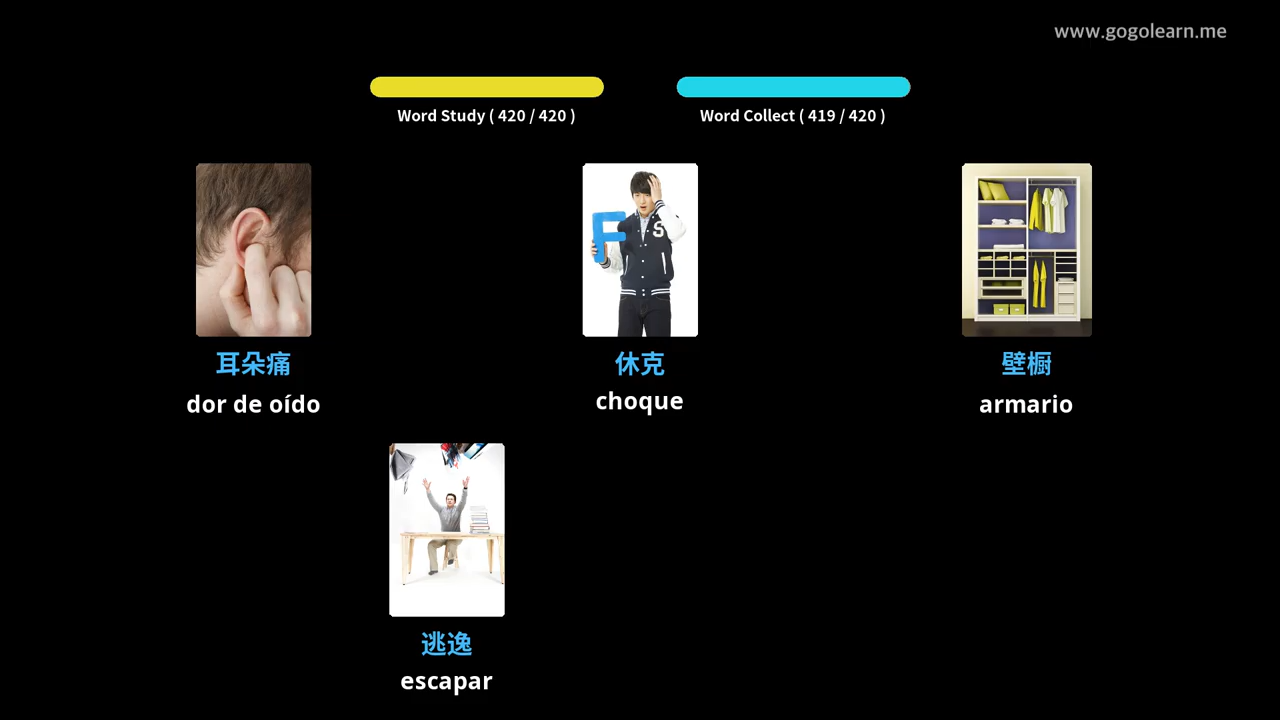 www.gogolearn.me
Word Study ( 420 / 420 )
Word Collect ( 419 / 420 )
F
S
耳朵痛
dor de oído
休克
choque
壁橱
armario
逃逸
escapar